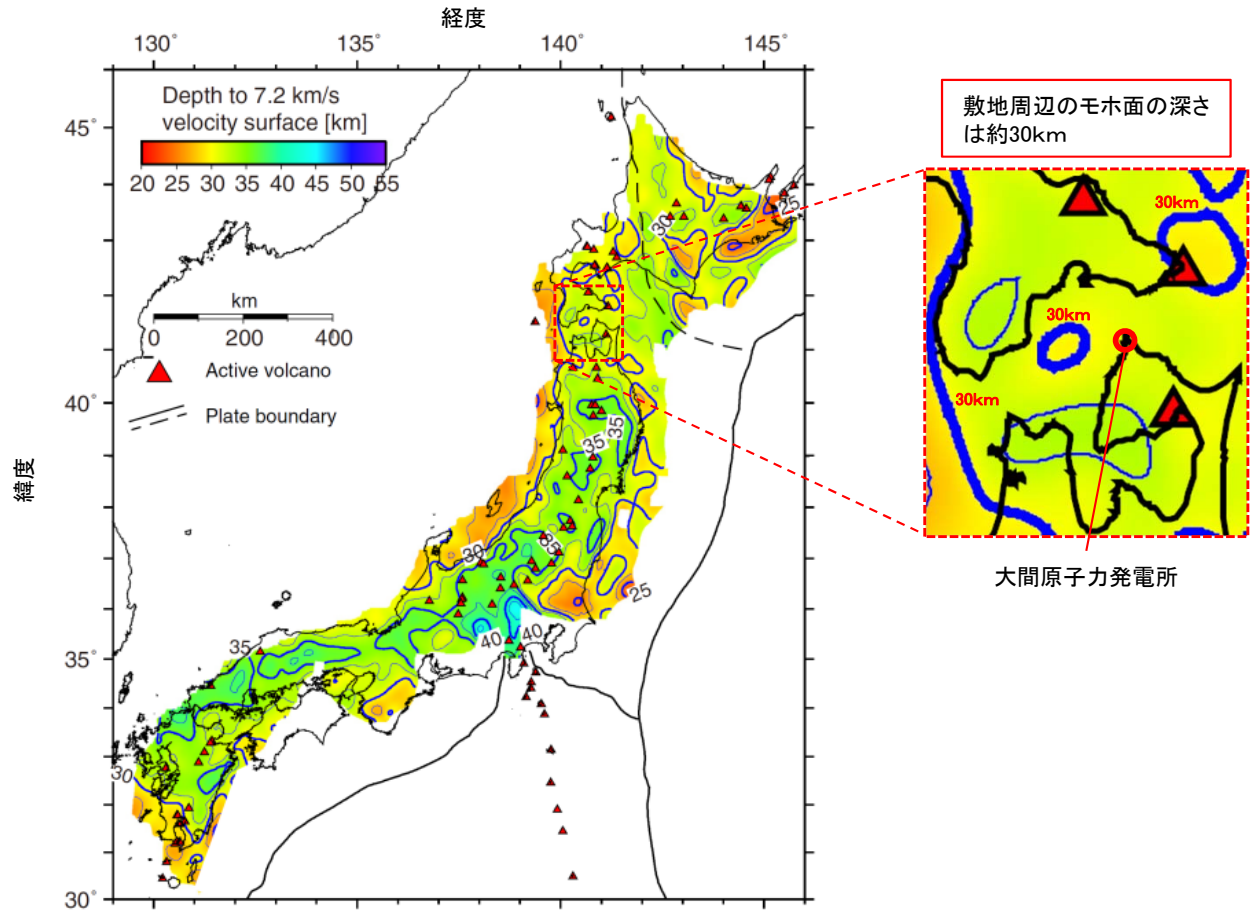 経度
130°
135°
140°
145°
Depth to 7.2 km/s
velocity surface [km]
20 25 30 35 40 45 50 55
km
0 200 400
Active volcano
Plate boundary
緯度
45°
40°
35°
30°
30
25
35
35
35
30
25
40
40
35
30
敷地周辺のモホ面の深さ
は約30km
30km
30km
30km
大間原子力発電所